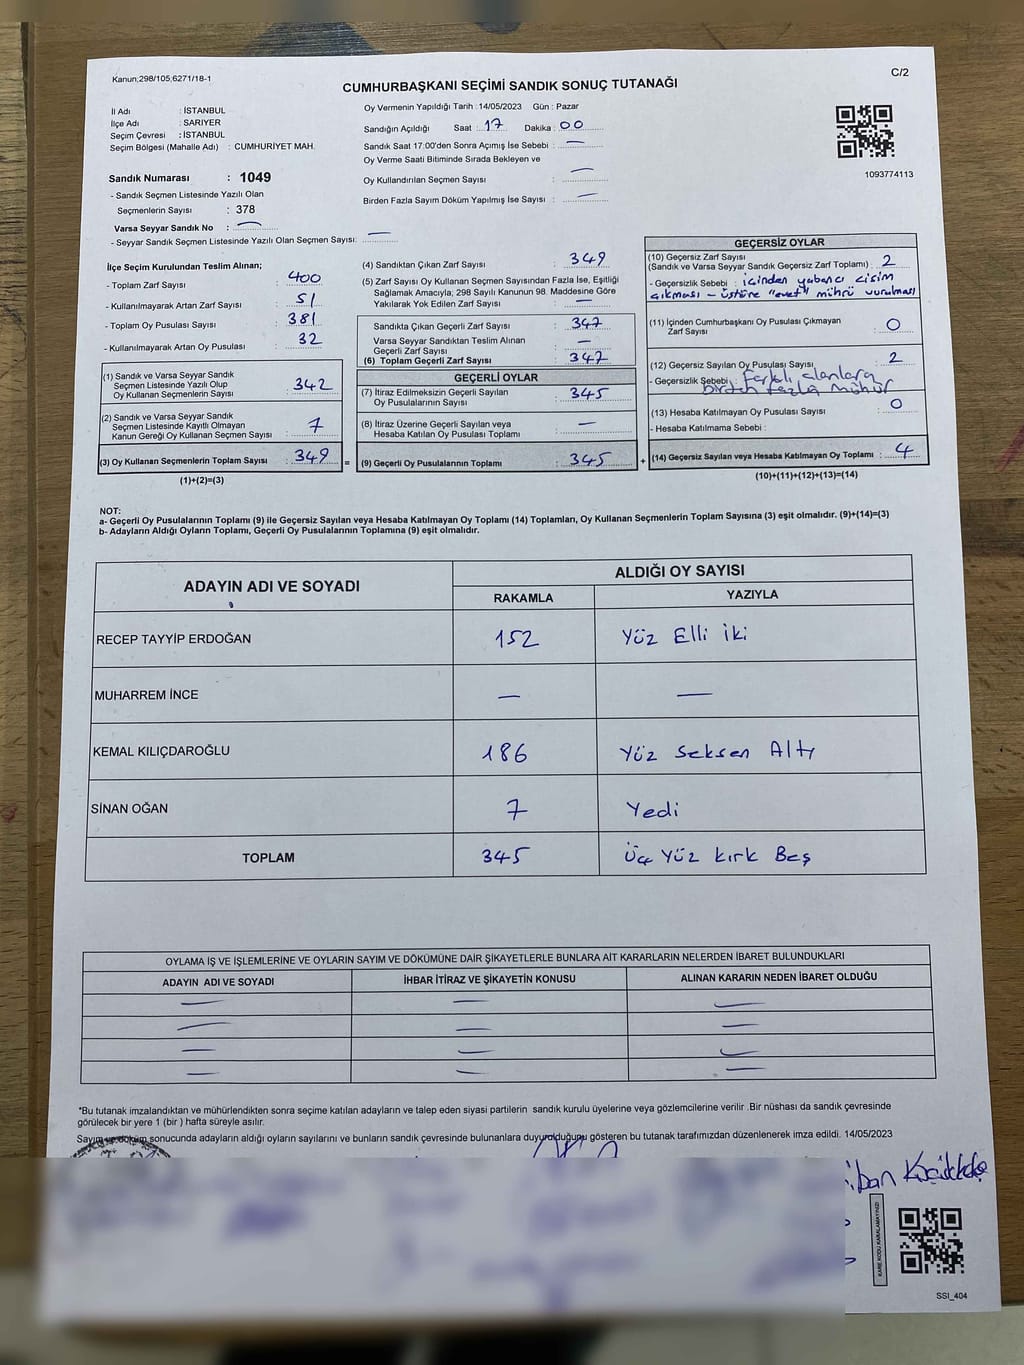 Kanun;298/105,6271/18-1
C/2
CUMHURBAŞKANI SEÇİMİ SANDIK SONUÇ TUTANAĞI
İl Adı : İSTANBUL
İlçe Adı : SARIYER
Seçim Çevresi : İSTANBUL
Seçim Bölgesi (Mahalle Adı) : CUMHURİYET MAH.
Sandık Numarası : 1049
- Sandık Seçmen Listesinde Yazılı Olan
Seçmenlerin Sayısı : 378
Varsa Seyyar Sandık No : —
- Seyyar Sandık Seçmen Listesinde Yazılı Olan Seçmen Sayısı: —
Oy Vermenin Yapıldığı Tarih :14/05/2023 Gün : Pazar
Sandığın Açıldığı Saat : 17 Dakika : 00
Sandık Saat 17:00'den Sonra Açımış İse Sebebi : —
Oy Verme Saati Bitiminde Sırada Bekleyen ve
Oy Kullandırılan Seçmen Sayısı : —
Birden Fazla Sayım Döküm Yapılmış İse Sayısı : —
1093774113
İlçe Seçim Kurulundan Teslim Alınan;
- Toplam Zarf Sayısı : 400
- Kullanılmayarak Artan Zarf Sayısı : 51
- Toplam Oy Pusulası Sayısı : 381
- Kullanılmayarak Artan Oy Pusulası : 32
(1) Sandık ve Varsa Seyyar Sandık
Seçmen Listesinde Yazılı Olup
Oy Kullanan Seçmenlerin Sayısı : 342
(2) Sandık ve Varsa Seyyar Sandık
Seçmen Listesinde Kayıtlı Olmayan
Kanun Gereği Oy Kullanan Seçmen Sayısı : 7
(3) Oy Kullanan Seçmenlerin Toplam Sayısı : 349 =
(1)+(2)=(3)
(4) Sandıktan Çıkan Zarf Sayısı : 349
(5) Zarf Sayısı Oy Kullanan Seçmen Sayısından Fazla İse, Eşitliği
Sağlamak Amacıyla, 298 Sayılı Kanunun 98. Maddesine Göre
Yakılarak Yok Edilen Zarf Sayısı : —
Sandıkta Çıkan Geçerli Zarf Sayısı : 347
Varsa Seyyar Sandıktan Teslim Alınan
Geçerli Zarf Sayısı : —
(6) Toplam Geçerli Zarf Sayısı : 347
GEÇERLİ OYLAR
(7) İtiraz Edilmeksizin Geçerli Sayılan
Oy Pusulalarının Sayısı : 345
(8) İtiraz Üzerine Geçerli Sayılan veya
Hesaba Katılan Oy Pusulası Toplamı : —
(9) Geçerli Oy Pusulalarının Toplamı : 345 +
GEÇERSİZ OYLAR
(10) Geçersiz Zarf Sayısı
(Sandık ve Varsa Seyyar Sandık Geçersiz Zarf Toplamı) : 2
- Geçersizlik Sebebi : içinden yabancı cisim
çıkması - üstüne "evet" mührü vurulması
(11) İçinden Cumhurbaşkanı Oy Pusulası Çıkmayan
Zarf Sayısı : 0
(12) Geçersiz Sayılan Oy Pusulası Sayısı : 2
- Geçersizlik Sebebi : Farklı alanlara
birden fazla mühür
(13) Hesaba Katılmayan Oy Pusulası Sayısı : 0
- Hesaba Katılmama Sebebi :
(14) Geçersiz Sayılan veya Hesaba Katılmayan Oy Toplamı : 4
(10)+(11)+(12)+(13)=(14)
NOT:
a- Geçerli Oy Pusulalarının Toplamı (9) ile Geçersiz Sayılan veya Hesaba Katılmayan Oy Toplamı (14) Toplamları, Oy Kullanan Seçmenlerin Toplam Sayısına (3) eşit olmalıdır. (9)+(14)=(3)
b- Adayların Aldığı Oyların Toplamı, Geçerli Oy Pusulalarının Toplamına (9) eşit olmalıdır.
ADAYIN ADI VE SOYADI
ALDIĞI OY SAYISI
RAKAMLA YAZIYLA
RECEP TAYYİP ERDOĞAN 152 Yüz Elli İki
MUHARREM İNCE — —
KEMAL KILIÇDAROĞLU 186 Yüz Seksen Altı
SİNAN OĞAN 7 Yedi
TOPLAM 345 Üç Yüz Kırk Beş
OYLAMA İŞ VE İŞLEMLERİNE VE OYLARIN SAYIM VE DÖKÜMÜNE DAİR ŞİKAYETLERLE BUNLARA AİT KARARLARIN NELERDEN İBARET BULUNDUKLARI
ADAYIN ADI VE SOYADI İHBAR İTİRAZ VE ŞİKAYETİN KONUSU ALINAN KARARIN NEDEN İBARET OLDUĞU
— — —
— — —
— — —
— — —
*Bu tutanak imzalandıktan ve mühürlendikten sonra seçime katılan adayların ve talep eden siyasi partilerin sandık kurulu üyelerine veya gözlemcilerine verilir .Bir nüshası da sandık çevresinde
görülecek bir yere 1 (bir ) hafta süreyle asılır.
Sayım ve döküm sonucunda adayların aldığı oyların sayılarını ve bunların sandık çevresinde bulunanlara duyurolduğunu gösteren bu tutanak tarafımızdan düzenlenerek imza edildi. 14/05/2023
KARE KODU KARALAMAYINIZ!
SSI_404